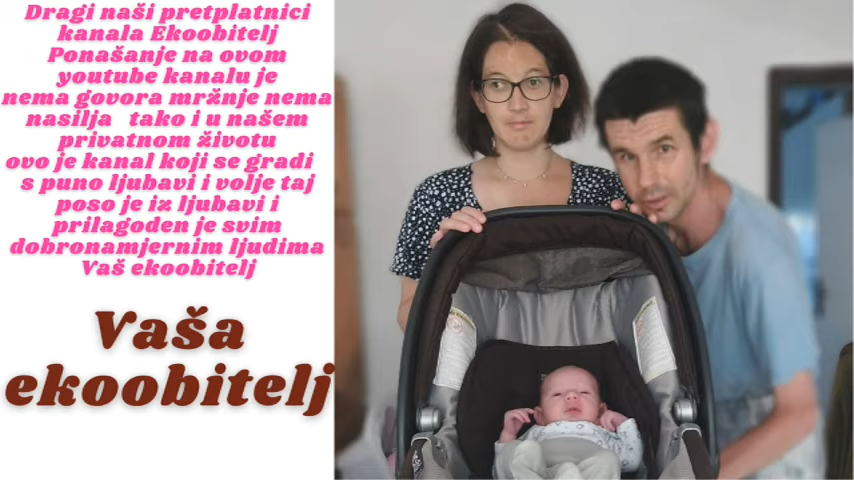 Dragi naši pretplatnici
kanala Ekoobitelj
Ponašanje na ovom
youtube kanalu je
nema govora mržnje nema
nasilja tako i u našem
privatnom životu
ovo je kanal koji se gradi
s puno ljubavi i volje taj
poso je iz ljubavi i
prilagođen je svim
dobronamjernim ljudima
Vaš ekoobitelj
Vaša
ekoobitelj